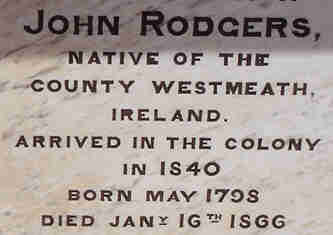 JOHN RODGERS,
NATIVE OF THE
COUNTY WESTMEATH,
IRELAND.
ARRIVED IN THE COLONY
IN 1840
BORN MAY 1798
DIED JANY 16TH 1866